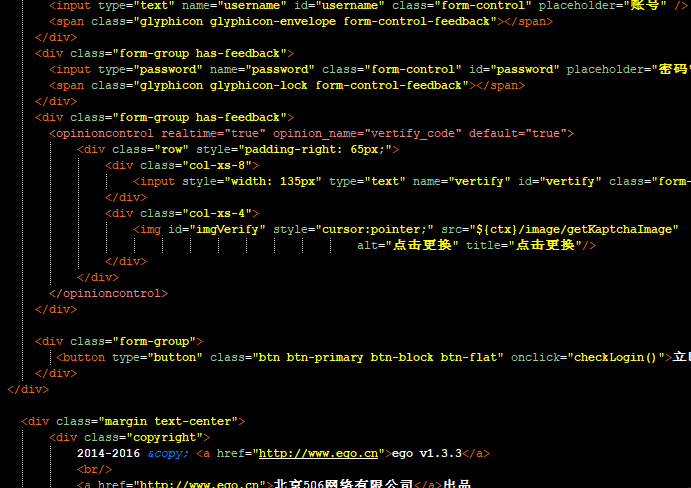 <input type="text" name="username" id="username" class="form-control" placeholder="账号" />
<span class="glyphicon glyphicon-envelope form-control-feedback"></span>
</div>
<div class="form-group has-feedback">
<input type="password" name="password" class="form-control" id="password" placeholder="密码"
<span class="glyphicon glyphicon-lock form-control-feedback"></span>
</div>
<div class="form-group has-feedback">
<opinioncontrol realtime="true" opinion_name="vertify_code" default="true">
<div class="row" style="padding-right: 65px;">
<div class="col-xs-8">
<input style="width: 135px" type="text" name="vertify" id="vertify" class="form-
</div>
<div class="col-xs-4">
<img id="imgVerify" style="cursor:pointer;" src="${ctx}/image/getKaptchaImage"
alt="点击更换" title="点击更换"/>
</div>
</div>
</opinioncontrol>
</div>
<div class="form-group">
<button type="button" class="btn btn-primary btn-block btn-flat" onclick="checkLogin()">立
</div>
</div>
<div class="margin text-center">
<div class="copyright">
2014-2016 &copy; <a href="http://www.ego.cn">ego v1.3.3</a>
<br/>
<a href="http://www.ego.cn">北京506网络有限公司</a>出品